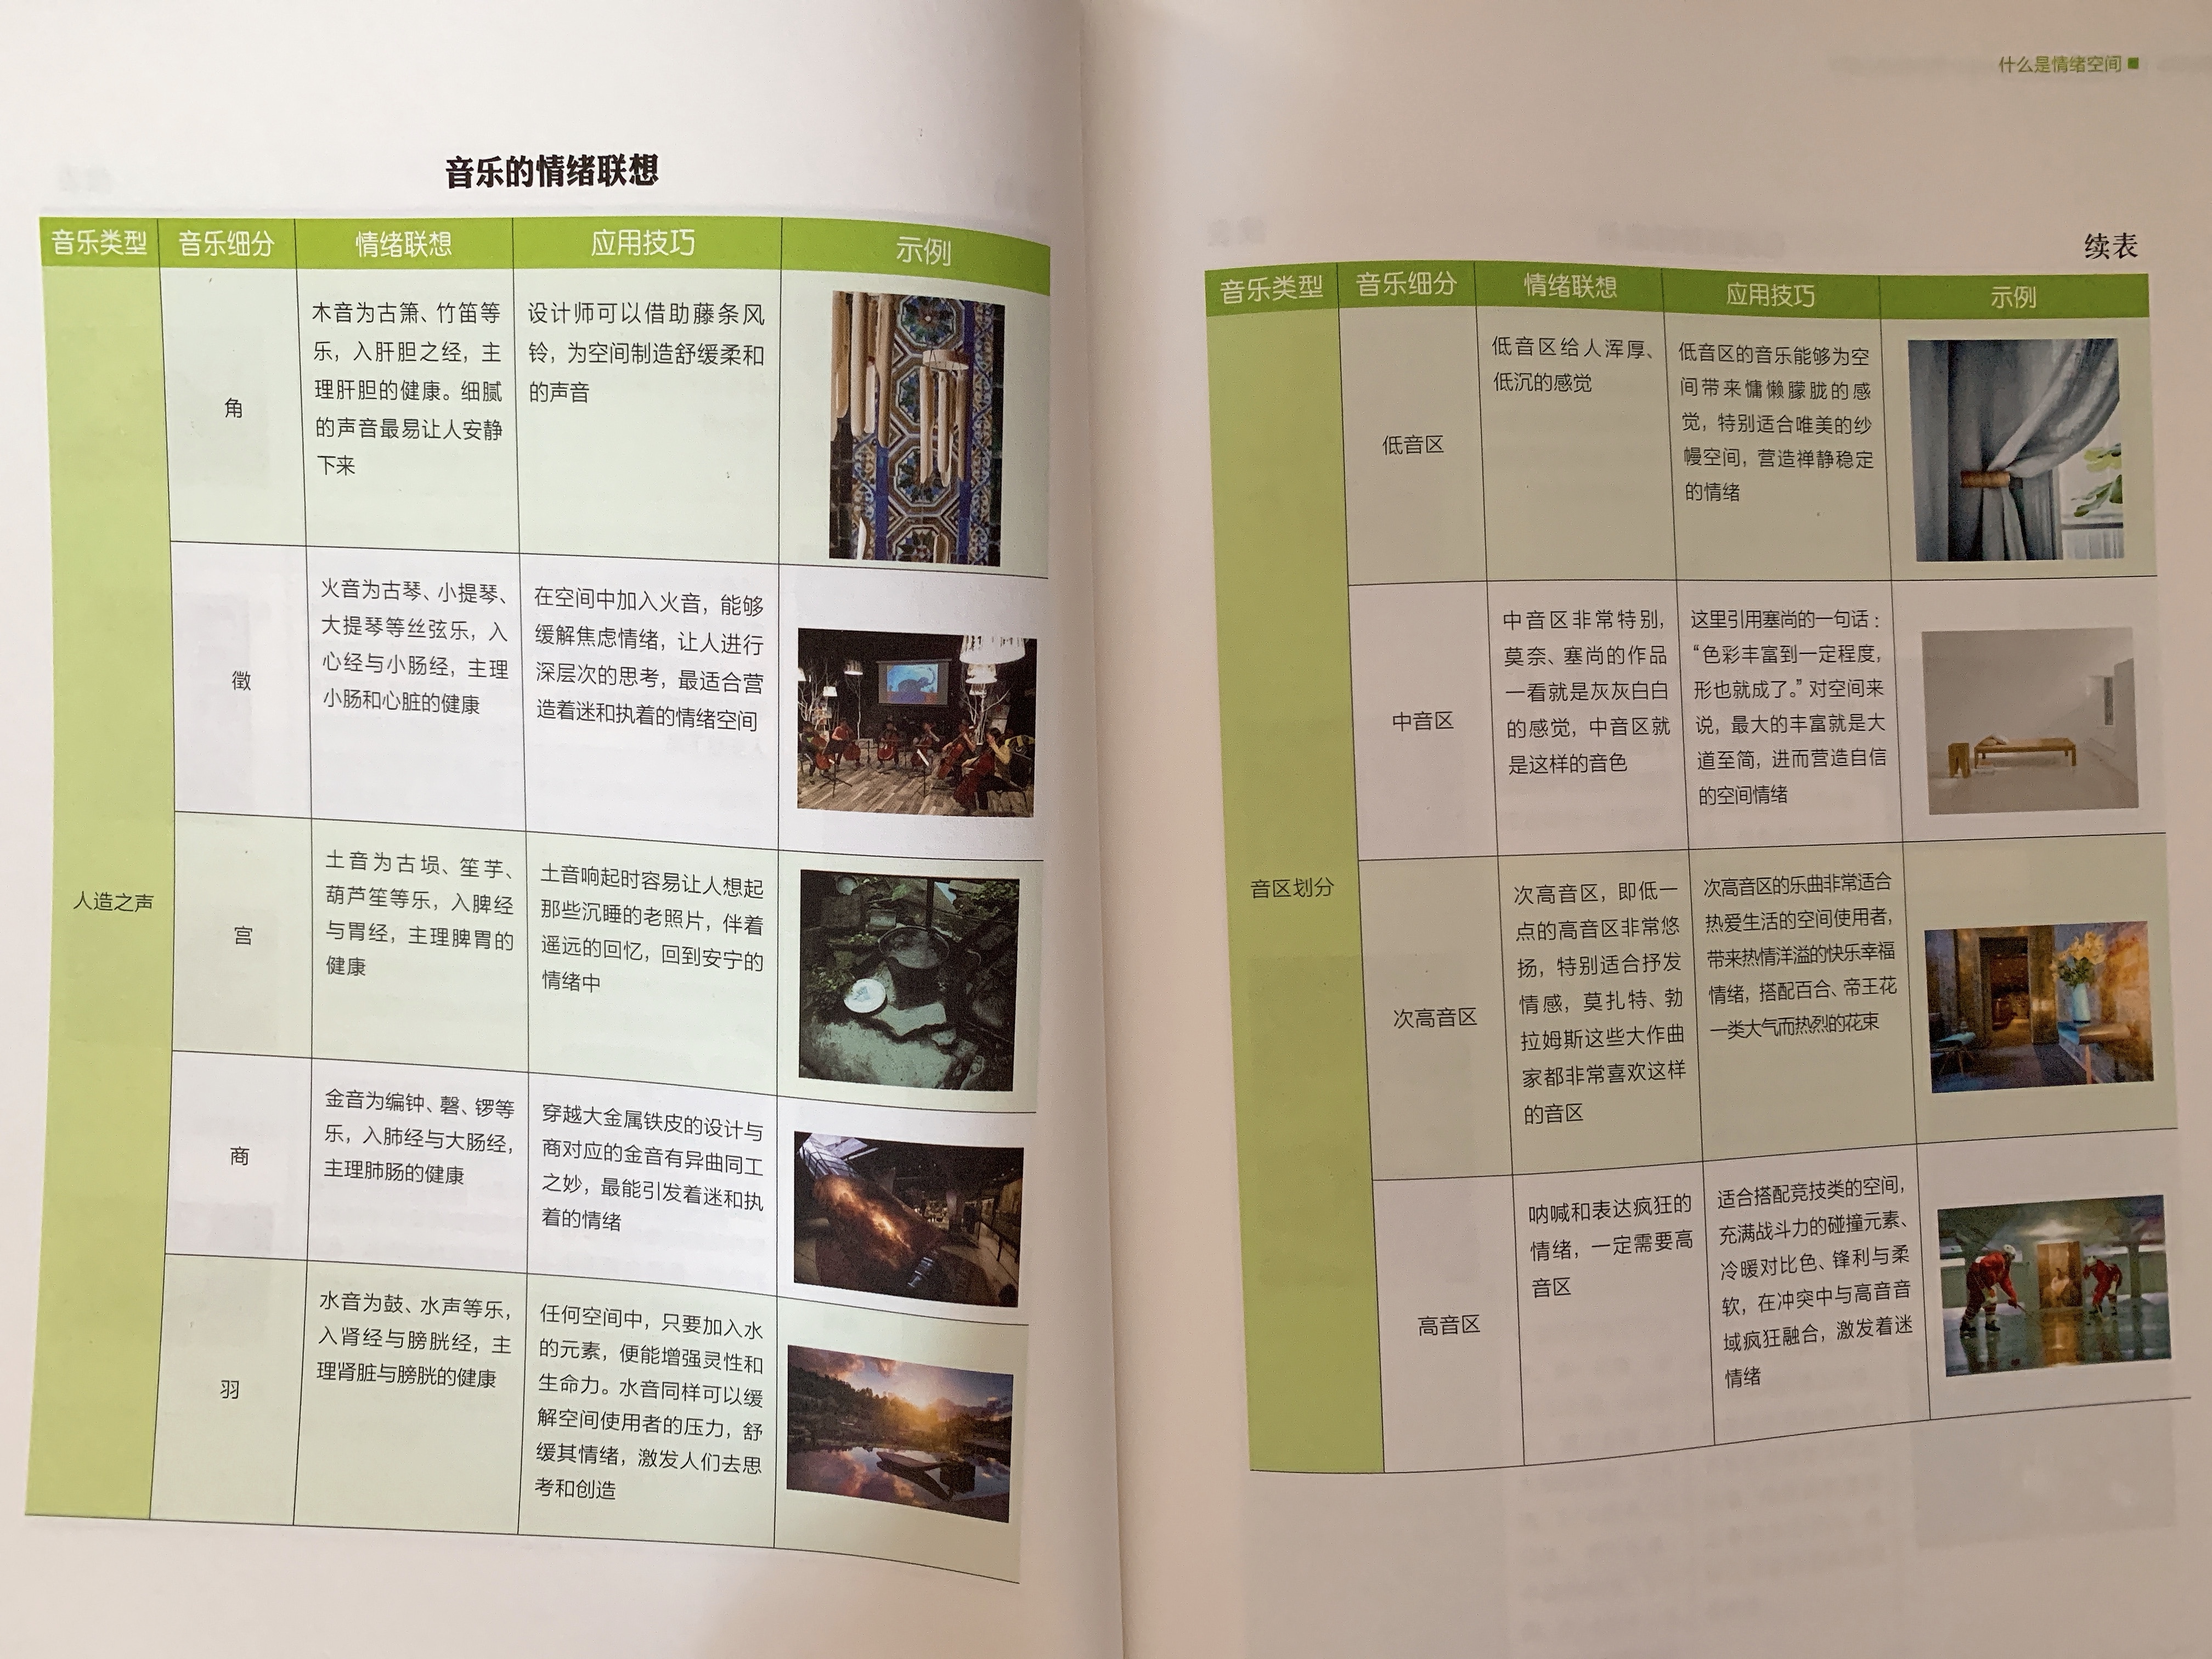 音乐的情绪联想
音乐类型 音乐细分 情绪联想 应用技巧 示例
人造之声
角
木音为古箫、竹笛等
乐，入肝胆之经，主
理肝胆的健康。细腻
的声音最易让人安静
下来
设计师可以借助藤条风
铃，为空间制造舒缓柔和
的声音
徵
火音为古琴、小提琴、
大提琴等丝弦乐，入
心经与小肠经，主理
小肠和心脏的健康
在空间中加入火音，能够
缓解焦虑情绪，让人进行
深层次的思考，最适合营
造着迷和执着的情绪空间
宫
土音为古埙、笙芋、
葫芦笙等乐，入脾经
与胃经，主理脾胃的
健康
土音响起时容易让人想起
那些沉睡的老照片，伴着
遥远的回忆，回到安宁的
情绪中
商
金音为编钟、磬、锣等
乐，入肺经与大肠经，
主理肺肠的健康
穿越大金属铁皮的设计与
商对应的金音有异曲同工
之妙，最能引发着迷和执
着的情绪
羽
水音为鼓、水声等乐，
入肾经与膀胱经，主
理肾脏与膀胱的健康
任何空间中，只要加入水
的元素，便能增强灵性和
生命力。水音同样可以缓
解空间使用者的压力，舒
缓其情绪，激发人们去思
考和创造
什么是情绪空间
续表
音乐类型 音乐细分 情绪联想 应用技巧 示例
音区划分
低音区
低音区给人浑厚、
低沉的感觉
低音区的音乐能够为空
间带来慵懒朦胧的感
觉，特别适合唯美的纱
幔空间，营造禅静稳定
的情绪
中音区
中音区非常特别，
莫奈、塞尚的作品
一看就是灰灰白白
的感觉，中音区就
是这样的音色
这里引用塞尚的一句话：
“色彩丰富到一定程度，
形也就成了。”对空间来
说，最大的丰富就是大
道至简，进而营造自信
的空间情绪
次高音区
次高音区，即低一
点的高音区非常悠
扬，特别适合抒发
情感，莫扎特、勃
拉姆斯这些大作曲
家都非常喜欢这样
的音区
次高音区的乐曲非常适合
热爱生活的空间使用者，
带来热情洋溢的快乐幸福
情绪，搭配百合、帝王花
一类大气而热烈的花束
高音区
呐喊和表达疯狂的
情绪，一定需要高
音区
适合搭配竞技类的空间，
充满战斗力的碰撞元素、
冷暖对比色、锋利与柔
软，在冲突中与高音音
域疯狂融合，激发着迷
情绪